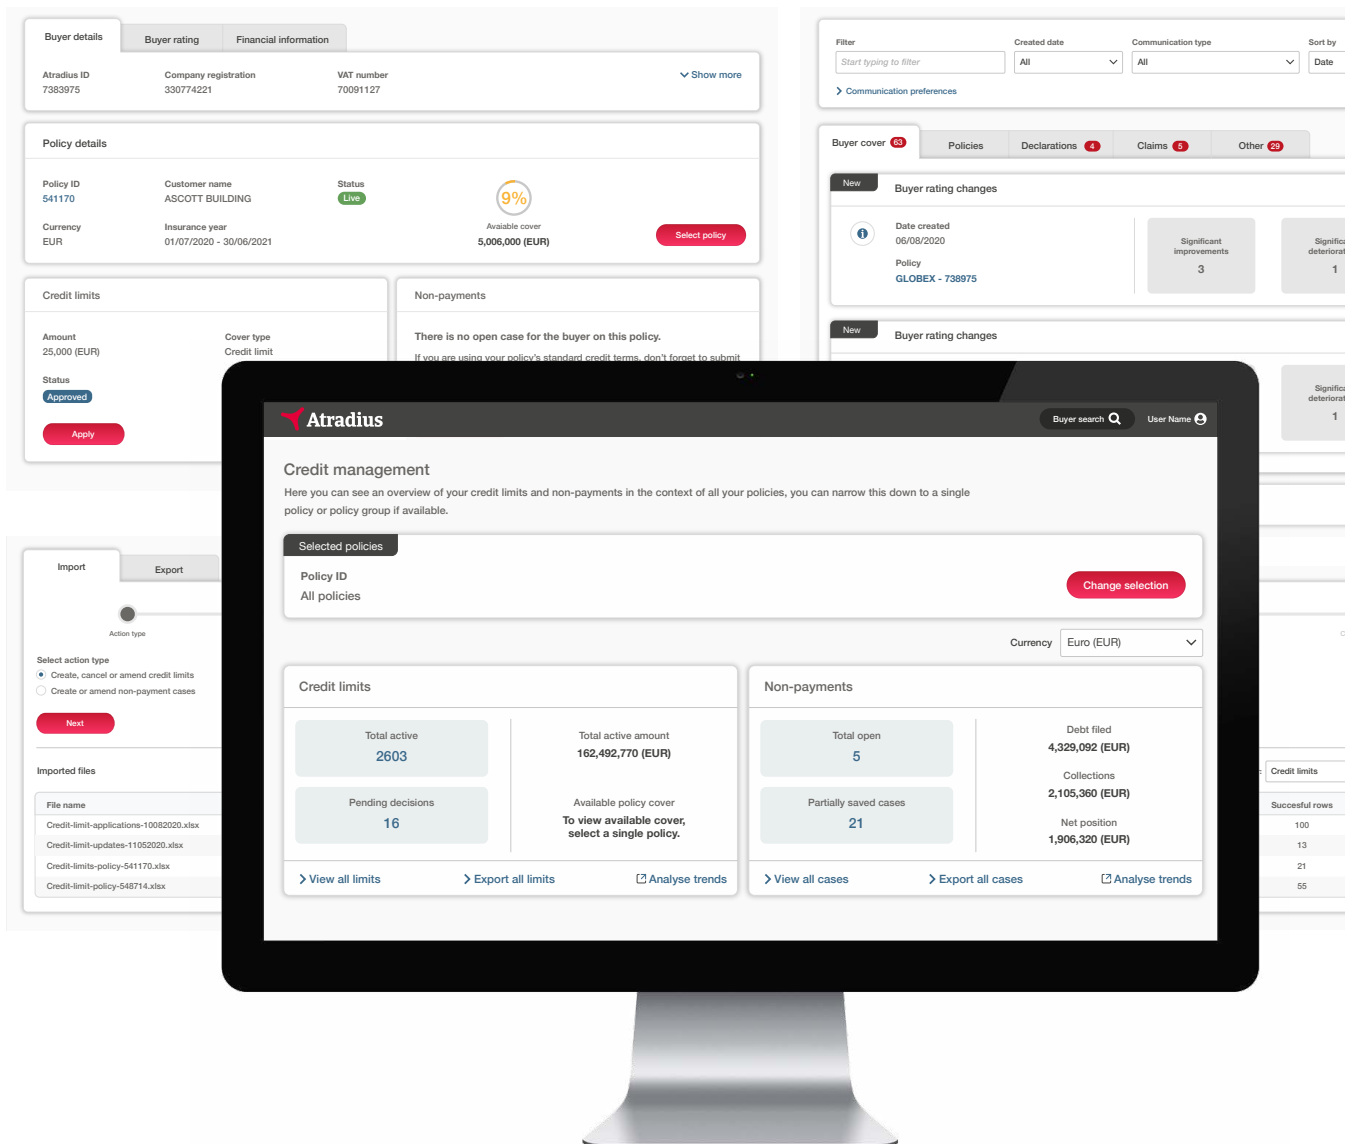 Buyer details
Buyer rating
Financial information
Atradius ID
Company registration
VAT number
Show more
7383975
330774221
70091127
Policy details
Policy ID
Customer name
Status
541170
ASCOTT BUILDING
Live
9%
Currency
Insurance year
Avaiable cover
EUR
01/07/2020 - 30/06/2021
5,006,000 (EUR)
Select policy
Credit limits
Amount
Cover type
25,000 (EUR)
Credit limit
Status
Approved
Apply
Non-payments
There is no open case for the buyer on this policy.
If you are using your policy's standard credit terms, don't forget to submit
Filter
Created date
Communication type
Sort by
Start typing to filter
All
All
Date
Communication preferences
Buyer cover 63
Policies
Declarations 4
Claims 5
Other 29
New
Buyer rating changes
Date created
06/08/2020
Policy
GLOBEX - 738975
Significant
improvements
3
1
New
Buyer rating changes
1
Atradius
Buyer search
User Name
Credit management
Here you can see an overview of your credit limits and non-payments in the context of all your policies, you can narrow this down to a single
policy or policy group if available.
Selected policies
Policy ID
All policies
Change selection
Currency
Euro (EUR)
Credit limits
Total active
2603
Total active amount
162,492,770 (EUR)
Pending decisions
16
Available policy cover
To view available cover,
select a single policy.
View all limits
Export all limits
Analyse trends
Non-payments
Total open
5
Debt filed
4,329,092 (EUR)
Collections
2,105,360 (EUR)
Partially saved cases
21
Net position
1,906,320 (EUR)
View all cases
Export all cases
Analyse trends
Import
Export
Action type
Select action type
Create, cancel or amend credit limits
Create or amend non-payment cases
Next
Imported files
File name
Credit-limit-applications-10082020.xlsx
Credit-limit-updates-11052020.xlsx
Credit-limits-policy-541170.xlsx
Credit-limit-policy-548714.xlsx
Credit limits
Succesful rows
100
13
21
55